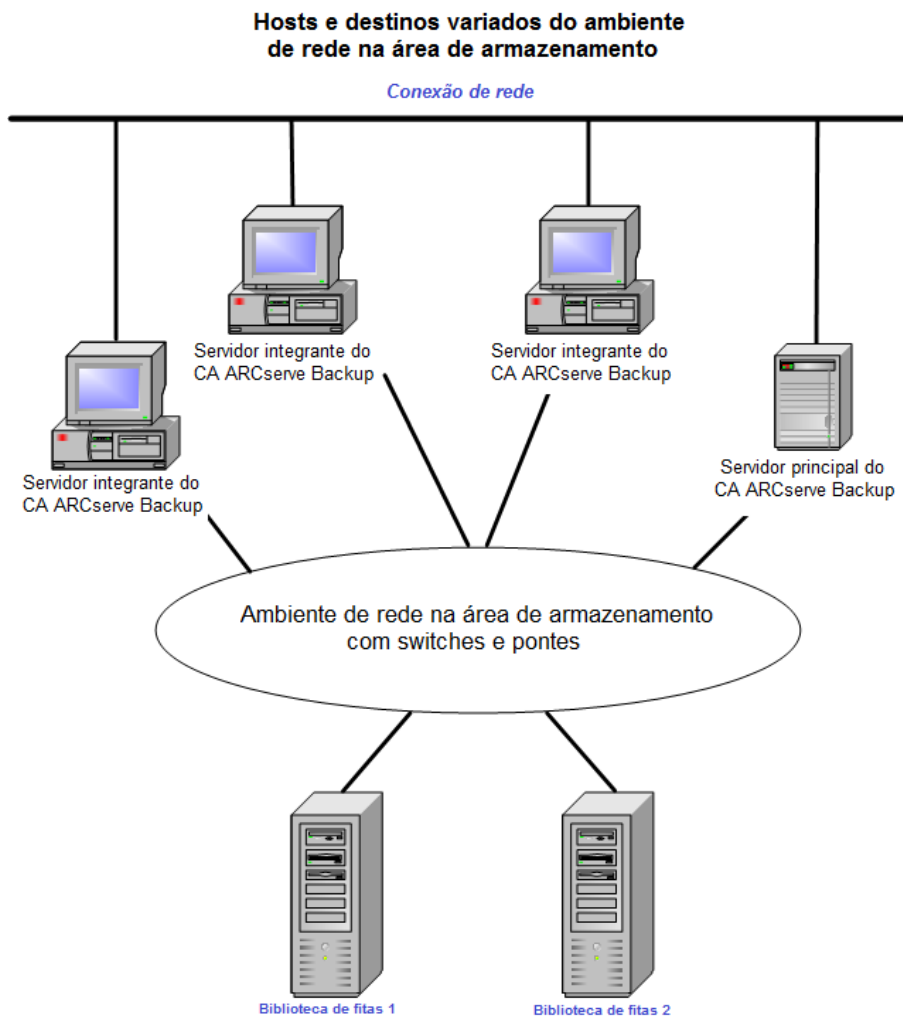 Hosts e destinos variados do ambiente
de rede na área de armazenamento
Conexão de rede
Servidor integrante do
CA ARCserve Backup
Servidor integrante do
CA ARCserve Backup
Servidor integrante do
CA ARCserve Backup
Servidor principal do
CA ARCserve Backup
Ambiente de rede na área de armazenamento
com switches e pontes
Biblioteca de fitas 1
Biblioteca de fitas 2